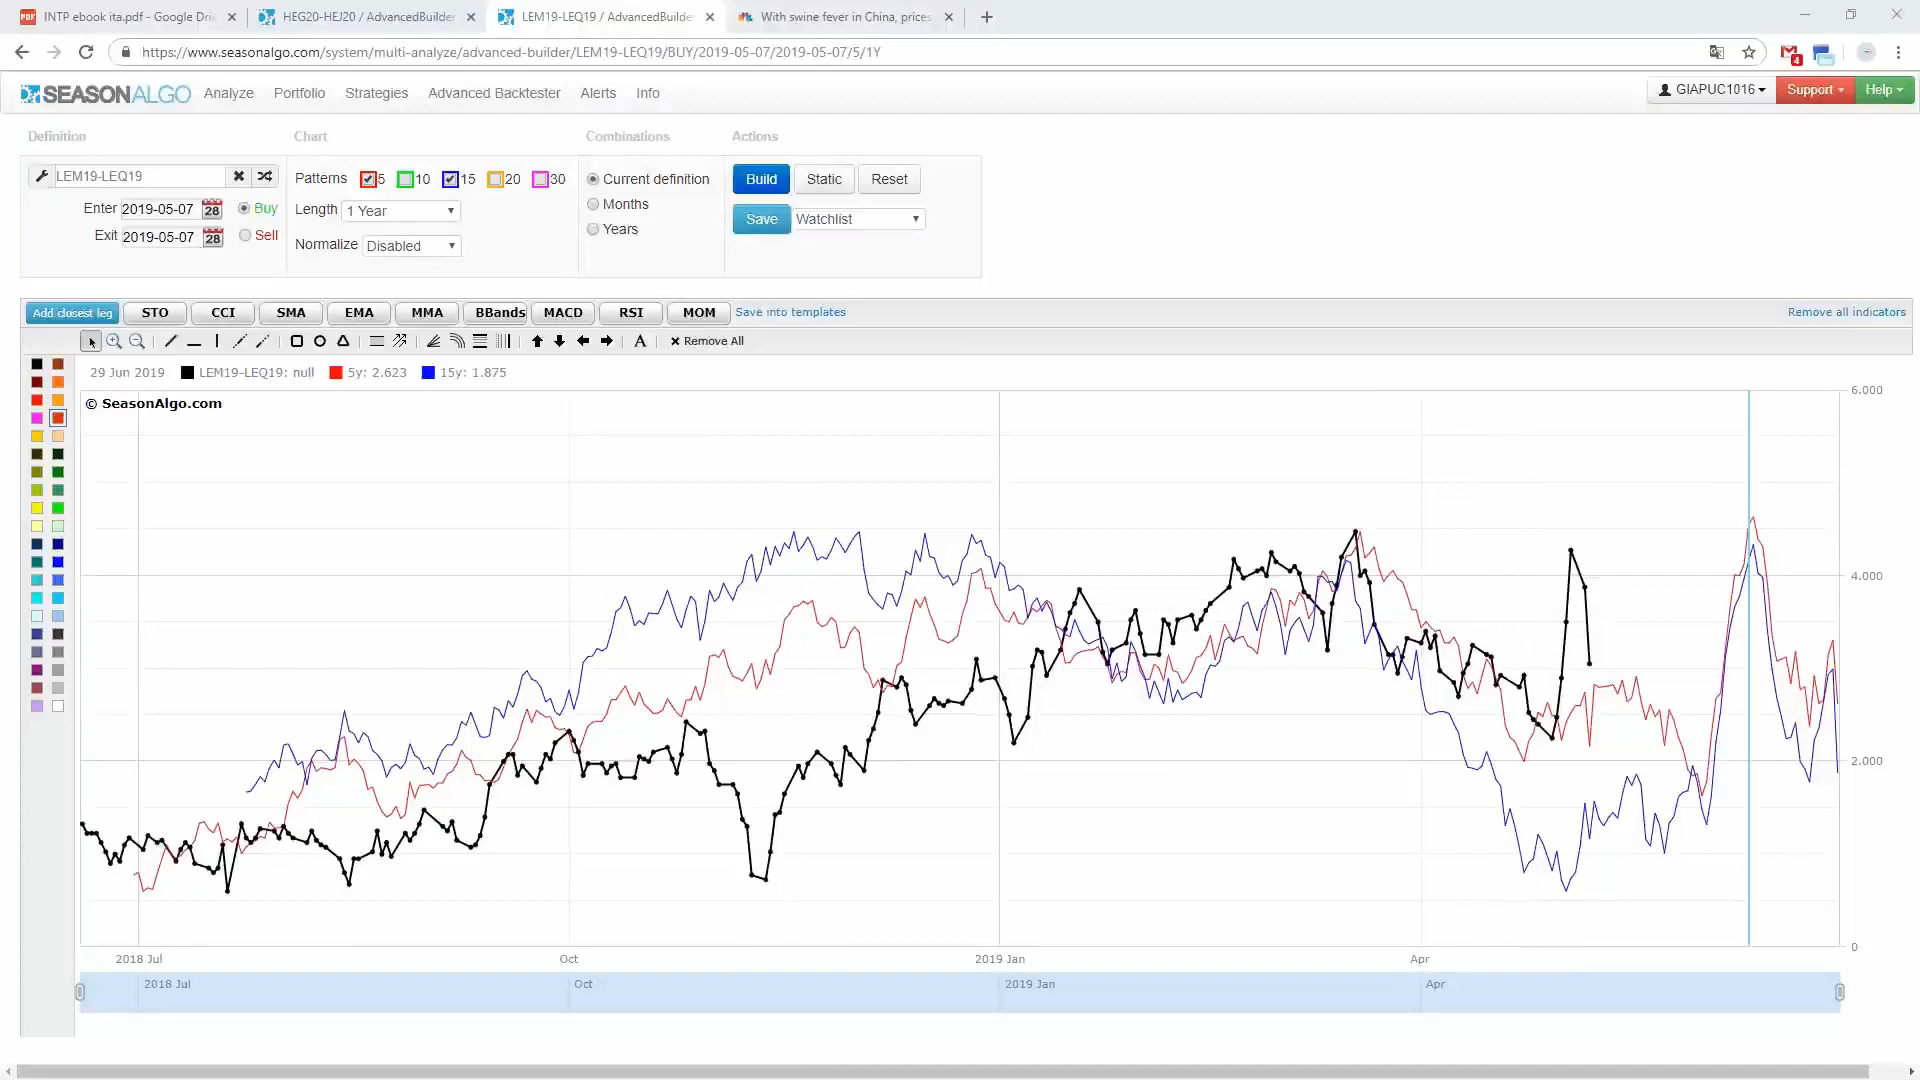 INTP ebook ita.pdf - Google Dri
HEG20-HEJ20 / AdvancedBuilder
LEM19-LEQ19 / AdvancedBuilde
With swine fever in China, prices
https://www.seasonalgo.com/system/multi-analyze/advanced-builder/LEM19-LEQ19/BUY/2019-05-07/2019-05-07/5/1Y
4
SEASONALGO Analyze Portfolio Strategies Advanced Backtester Alerts Info
GIAPUC1016 Support Help
Definition Chart Combinations Actions
LEM19-LEQ19
Enter 2019-05-07 28 Buy
Exit 2019-05-07 28 Sell
Patterns 5 10 15 20 30
Length 1 Year
Normalize Disabled
Current definition
Months
Years
Build Static Reset
Save Watchlist
Add closest leg STO CCI SMA EMA MMA BBands MACD RSI MOM Save into templates Remove all indicators
A Remove All
29 Jun 2019 LEM19-LEQ19: null 5y: 2.623 15y: 1.875
© SeasonAlgo.com
6.000
4.000
2.000
0
2018 Jul Oct 2019 Jan Apr
2018 Jul Oct 2019 Jan Apr